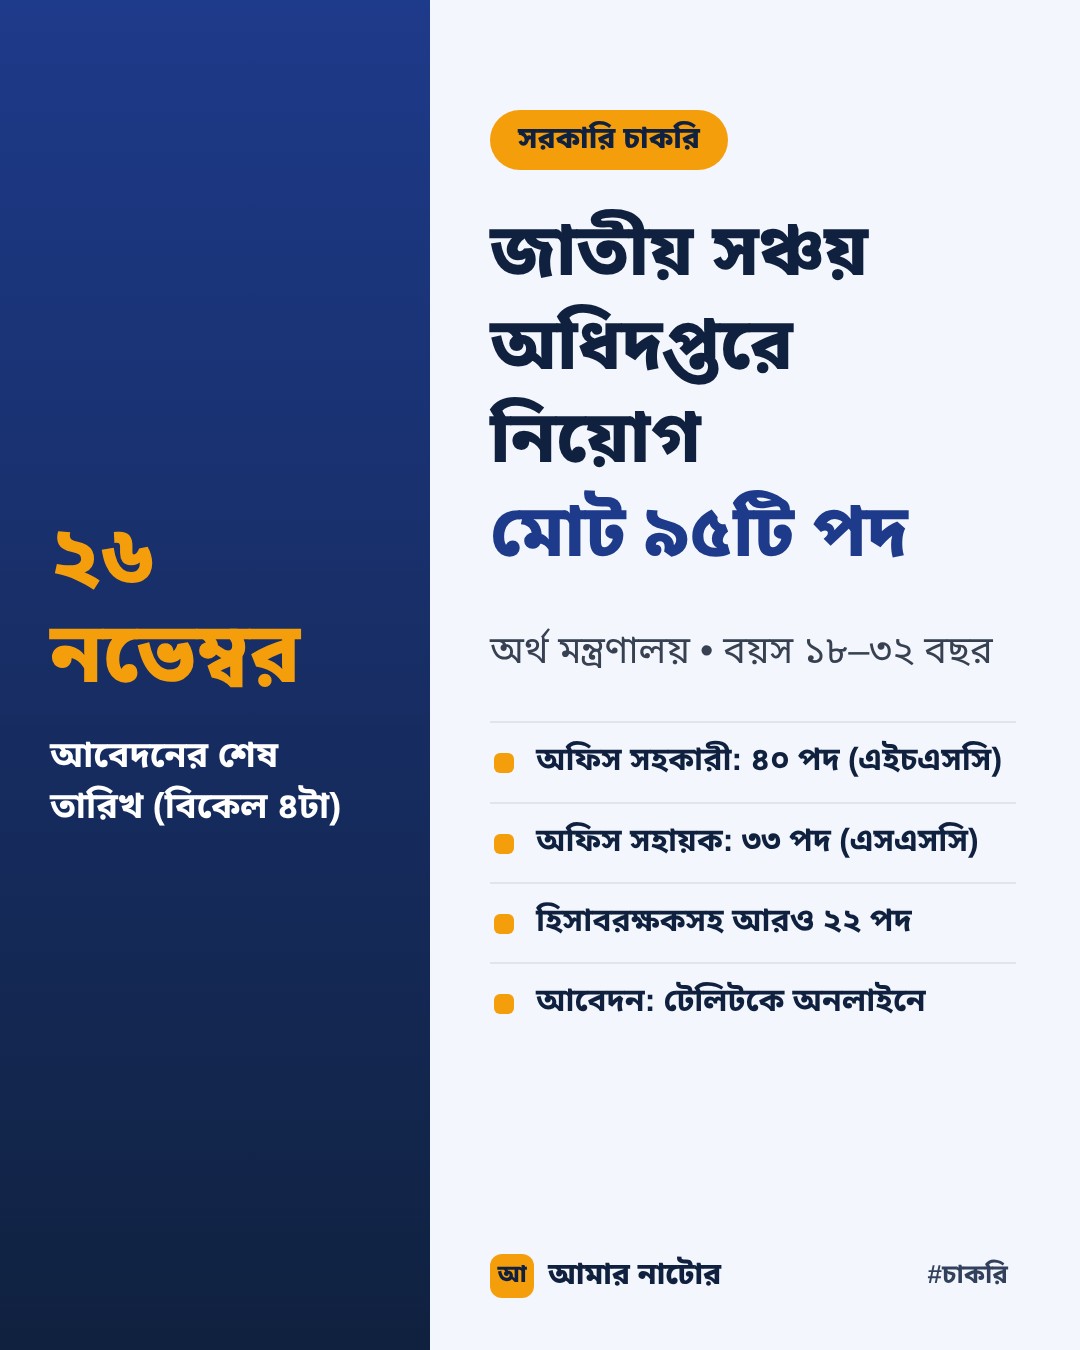 ২৬
নভেম্বর
আবেদনের শেষ
তারিখ (বিকেল ৪টা)
সরকারি চাকরি
জাতীয় সঞ্চয়
অধিদপ্তরে
নিয়োগ
মোট ৯৫টি পদ
অর্থ মন্ত্রণালয় • বয়স ১৮–৩২ বছর
অফিস সহকারী: ৪০ পদ (এইচএসসি)
অফিস সহায়ক: ৩৩ পদ (এসএসসি)
হিসাবরক্ষকসহ আরও ২২ পদ
আবেদন: টেলিটকে অনলাইনে
আ আমার নাটোর #চাকরি